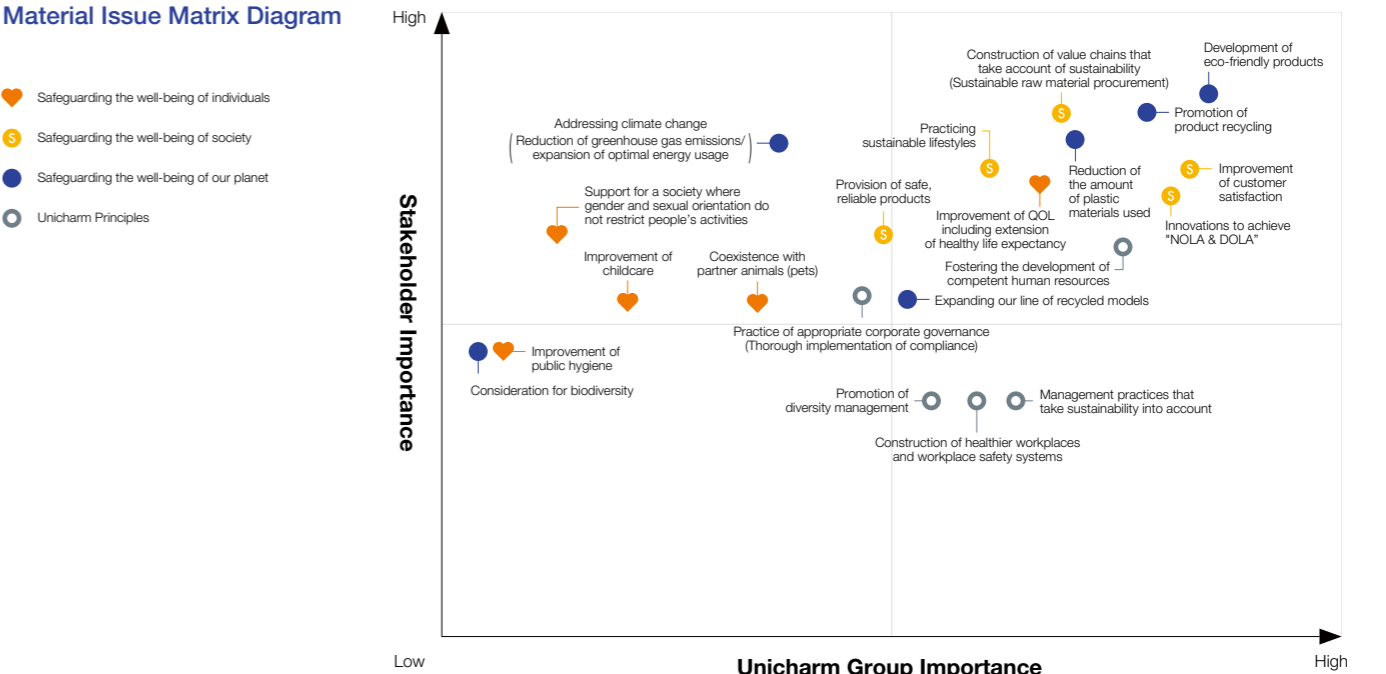 Material Issue Matrix Diagram
Safeguarding the well-being of individuals
S
Safeguarding the well-being of society
Safeguarding the well-being of our planet
Unicharm Principles
High
Stakeholder Importance
Low
Unicharm Group Importance
High
Addressing climate change
(Reduction of greenhouse gas emissions/
expansion of optimal energy usage)
Support for a society where
gender and sexual orientation do
not restrict people's activities
Improvement of
childcare
Coexistence with
partner animals (pets)
Improvement of
public hygiene
Consideration for biodiversity
Construction of value chains that
take account of sustainability
(Sustainable raw material procurement)
S
Development of
eco-friendly products
Promotion of
product recycling
Practicing
sustainable lifestyles
S
Reduction of
the amount
of plastic
materials used
S
Improvement
of customer
satisfaction
Provision of safe,
reliable products
S
Improvement of QOL
including extension
of healthy life expectancy
S
Innovations to achieve
“NOLA & DOLA”
Fostering the development of
competent human resources
Expanding our line of recycled models
Practice of appropriate corporate governance
(Thorough implementation of compliance)
Promotion of
diversity management
Management practices that
take sustainability into account
Construction of healthier workplaces
and workplace safety systems